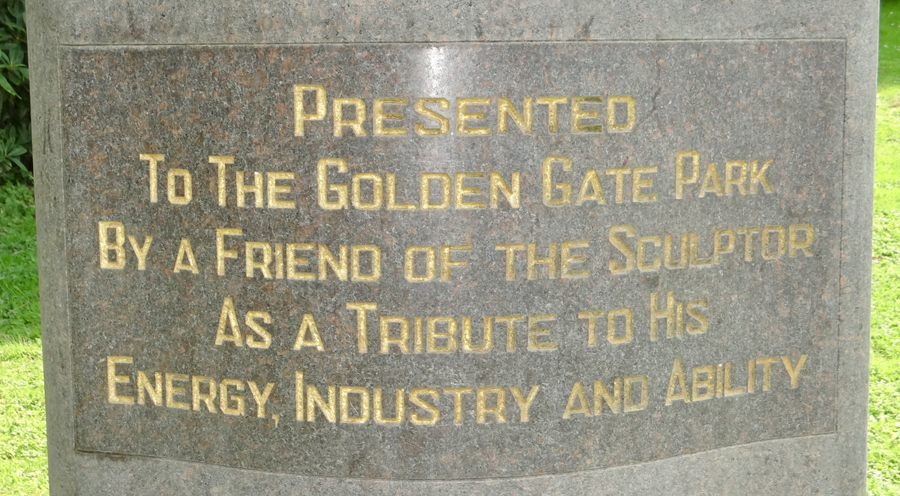 PRESENTED
TO THE GOLDEN GATE PARK
BY A FRIEND OF THE SCULPTOR
AS A TRIBUTE TO HIS
ENERGY, INDUSTRY AND ABILITY